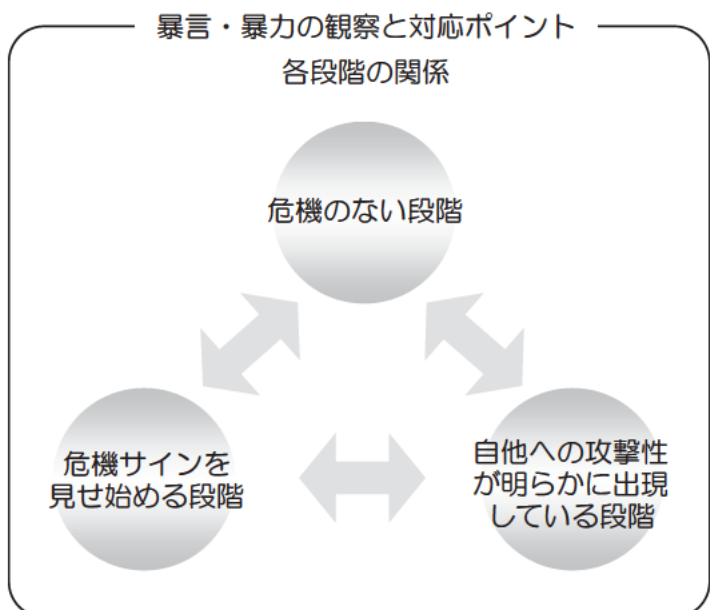 暴言・暴力の観察と対応ポイント
各段階の関係
危機のない段階
危機サインを
見せ始める段階
自他への攻撃性
が明らかに出現
している段階